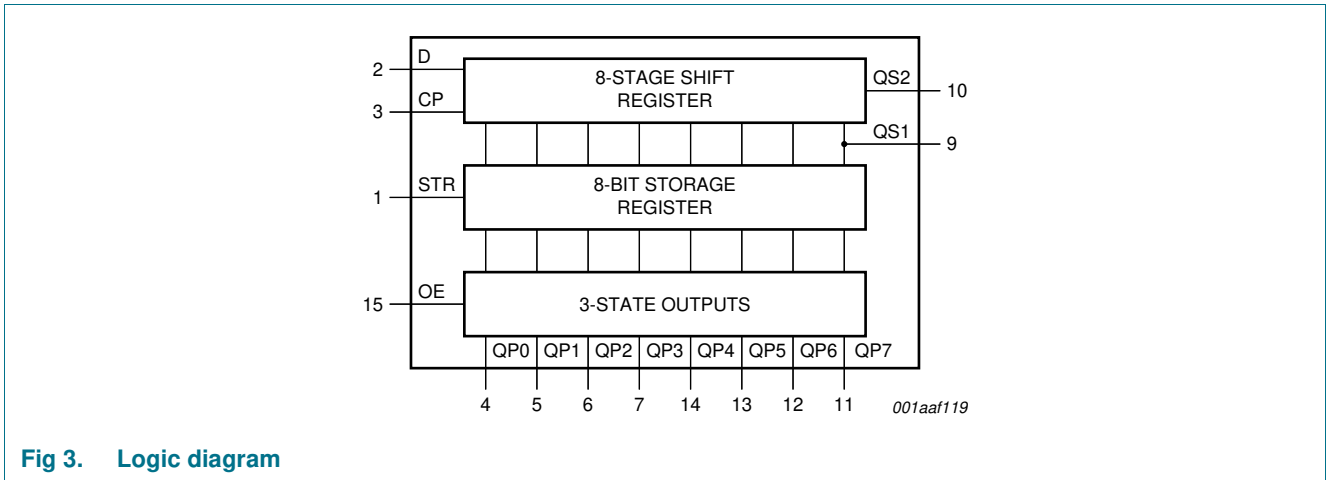 D
2
8-STAGE SHIFT
REGISTER
QS2
10
CP
3
QS1
9
STR
1
8-BIT STORAGE
REGISTER
OE
15
3-STATE OUTPUTS
QP0 QP1 QP2 QP3 QP4 QP5 QP6 QP7
4 5 6 7 14 13 12 11
001aaf119
Fig 3. Logic diagram